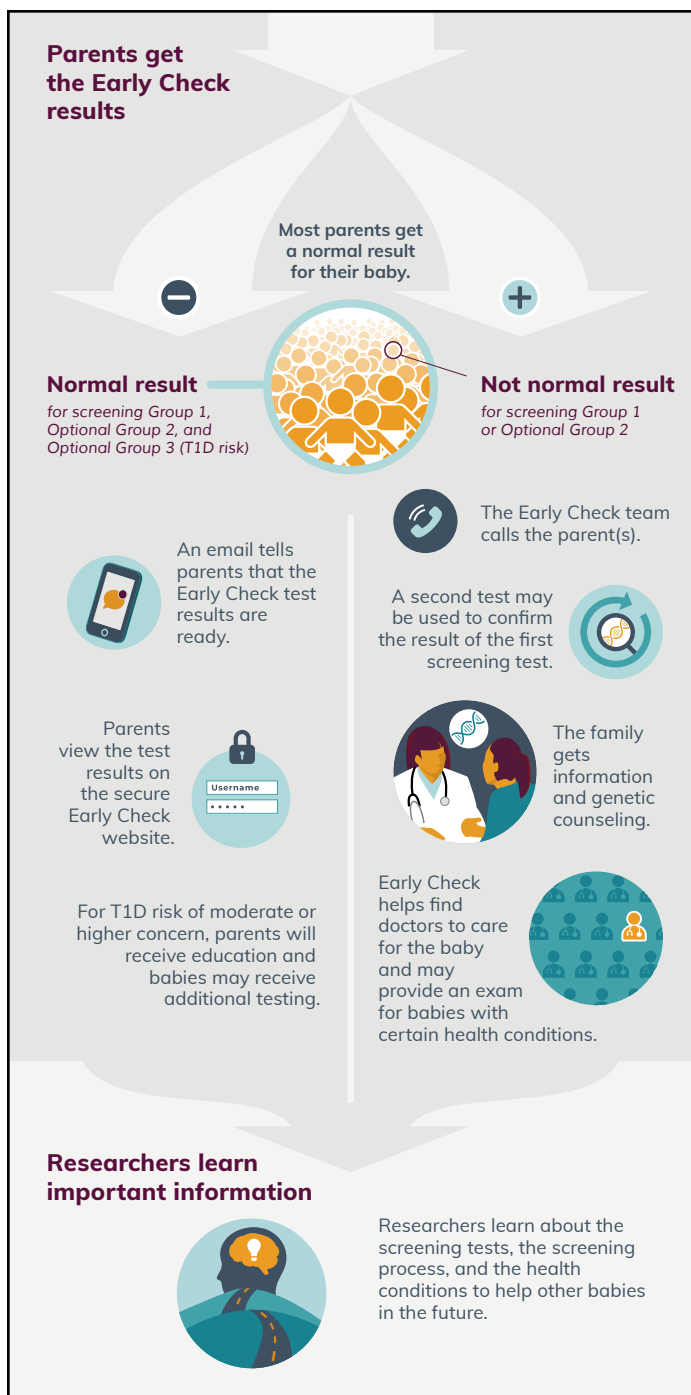 Parents get
the Early Check
results
Most parents get
a normal result
for their baby.
Normal result
for screening Group 1,
Optional Group 2, and
Optional Group 3 (T1D risk)
Not normal result
for screening Group 1
or Optional Group 2
An email tells
parents that the
Early Check test
results are
ready.
Parents
view the test
results on
the secure
Early Check
website.
Username
For T1D risk of moderate or
higher concern, parents will
receive education and
babies may receive
additional testing.
The Early Check team
calls the parent(s).
A second test may
be used to confirm
the result of the first
screening test.
The family
gets
information
and genetic
counseling.
Early Check
helps find
doctors to care
for the baby
and may
provide an exam
for babies with
certain health conditions.
Researchers learn
important information
Researchers learn about the
screening tests, the screening
process, and the health
conditions to help other babies
in the future.